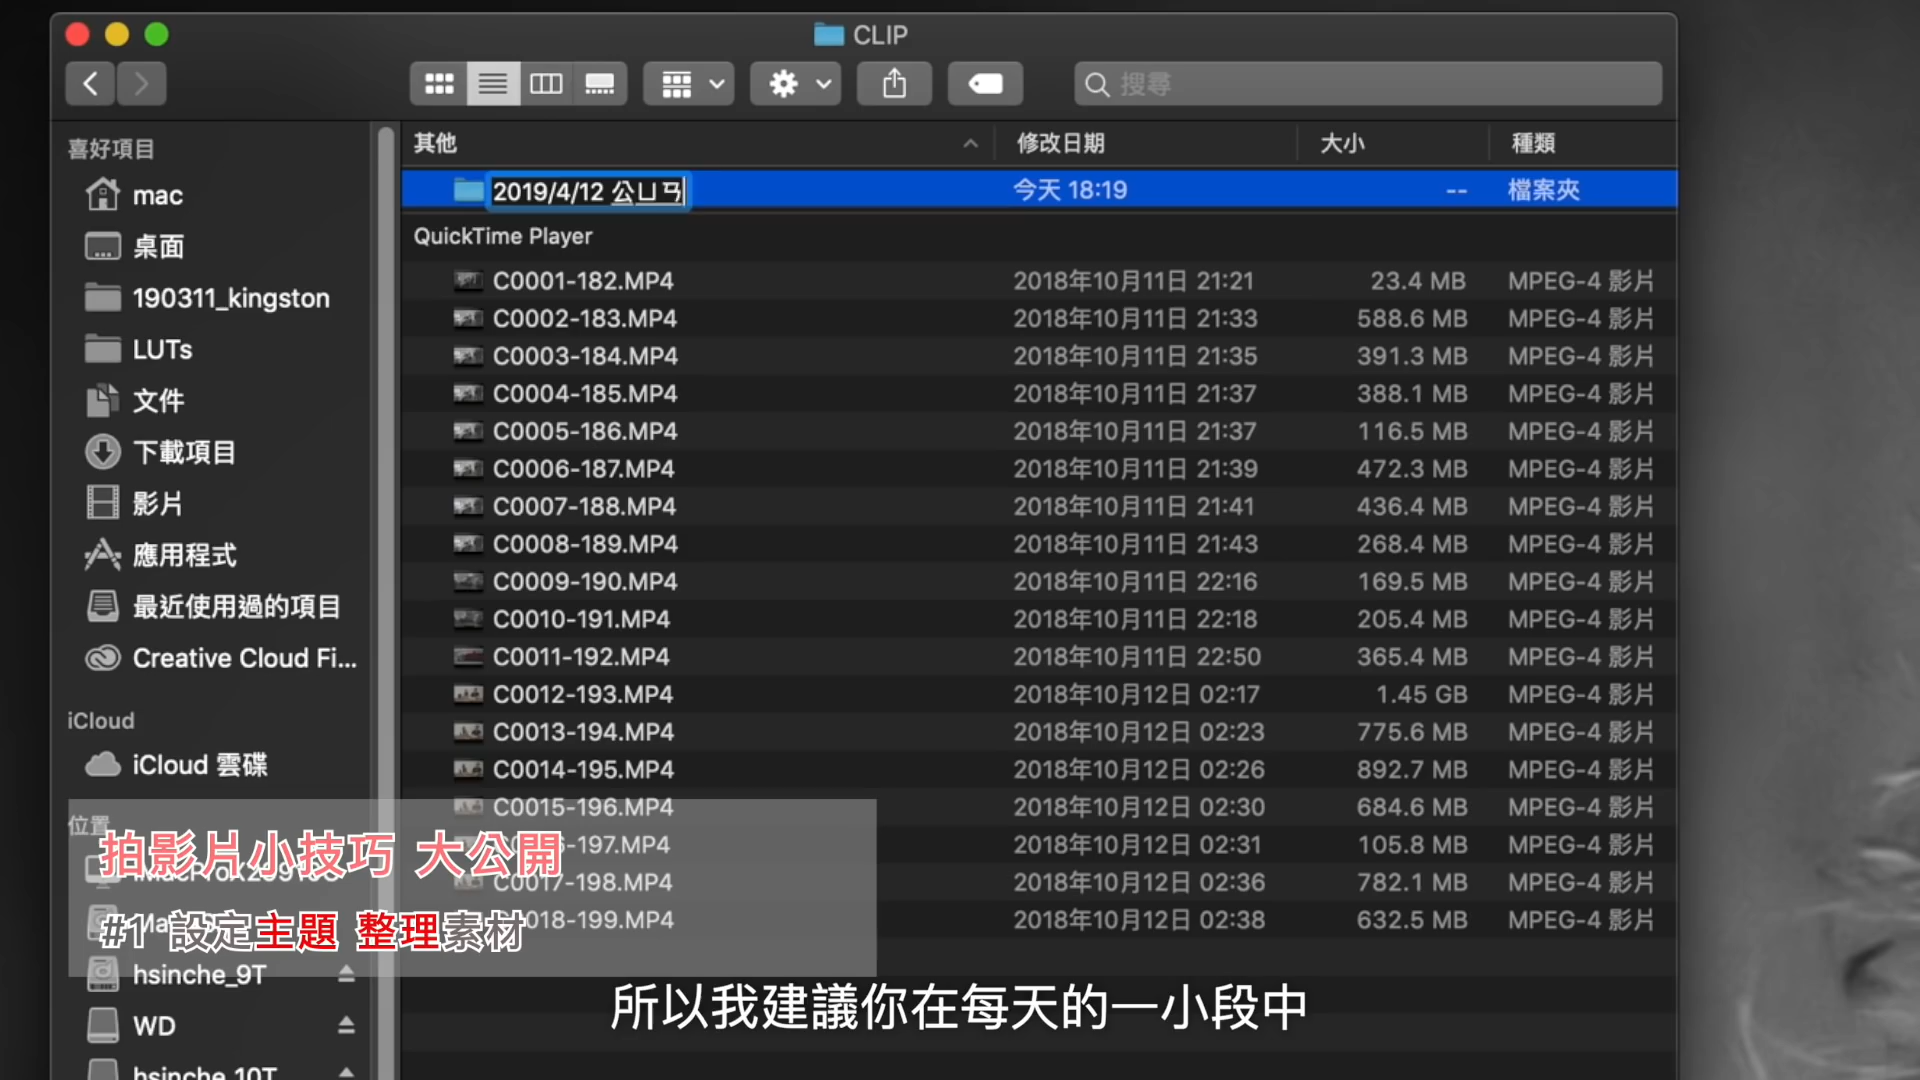 CLIP
搜尋
喜好項目
mac
桌面
190311_kingston
LUTs
文件
下載項目
影片
應用程式
最近使用過的項目
Creative Cloud Fi...
iCloud
iCloud 雲碟
位置
hsinche_9T
WD
hsinche_10T
其他 修改日期 大小 種類
2019/4/12 公ㄩㄢ 今天 18:19 -- 檔案夾
QuickTime Player
C0001-182.MP4 2018年10月11日 21:21 23.4 MB MPEG-4 影片
C0002-183.MP4 2018年10月11日 21:33 588.6 MB MPEG-4 影片
C0003-184.MP4 2018年10月11日 21:35 391.3 MB MPEG-4 影片
C0004-185.MP4 2018年10月11日 21:37 388.1 MB MPEG-4 影片
C0005-186.MP4 2018年10月11日 21:37 116.5 MB MPEG-4 影片
C0006-187.MP4 2018年10月11日 21:39 472.3 MB MPEG-4 影片
C0007-188.MP4 2018年10月11日 21:41 436.4 MB MPEG-4 影片
C0008-189.MP4 2018年10月11日 21:43 268.4 MB MPEG-4 影片
C0009-190.MP4 2018年10月11日 22:16 169.5 MB MPEG-4 影片
C0010-191.MP4 2018年10月11日 22:18 205.4 MB MPEG-4 影片
C0011-192.MP4 2018年10月11日 22:50 365.4 MB MPEG-4 影片
C0012-193.MP4 2018年10月12日 02:17 1.45 GB MPEG-4 影片
C0013-194.MP4 2018年10月12日 02:23 775.6 MB MPEG-4 影片
C0014-195.MP4 2018年10月12日 02:26 892.7 MB MPEG-4 影片
C0015-196.MP4 2018年10月12日 02:30 684.6 MB MPEG-4 影片
6-197.MP4 2018年10月12日 02:31 105.8 MB MPEG-4 影片
C0017-198.MP4 2018年10月12日 02:36 782.1 MB MPEG-4 影片
018-199.MP4 2018年10月12日 02:38 632.5 MB MPEG-4 影片
拍影片小技巧 大公開
#1 設定主題 整理素材
所以我建議你在每天的一小段中